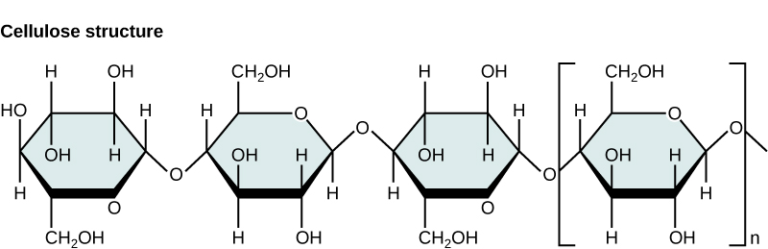 Cellulose structure
H OH CH₂OH H OH CH₂OH
HO H H O O H H O O
OH H OH H OH H OH H
H O H H O H
O CH₂OH H OH CH₂OH O H OH n